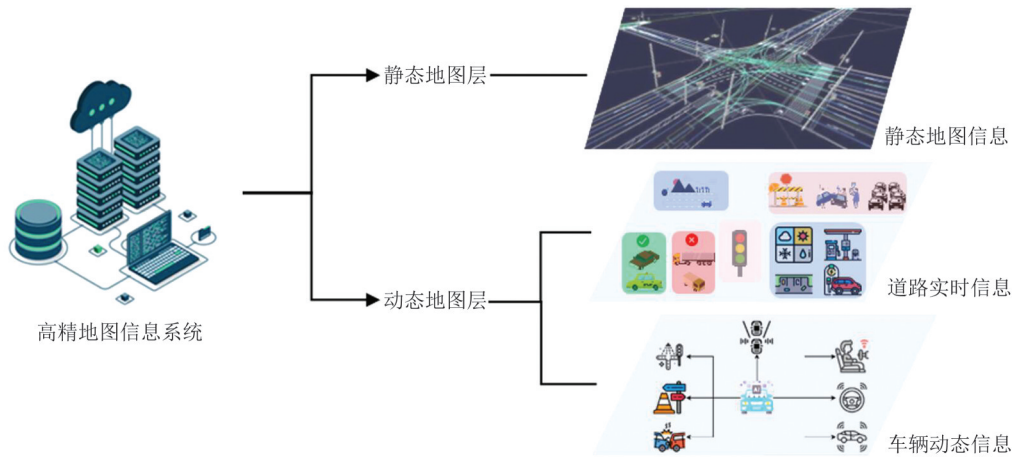 静态地图层
静态地图信息
高精地图信息系统
动态地图层
道路实时信息
车辆动态信息